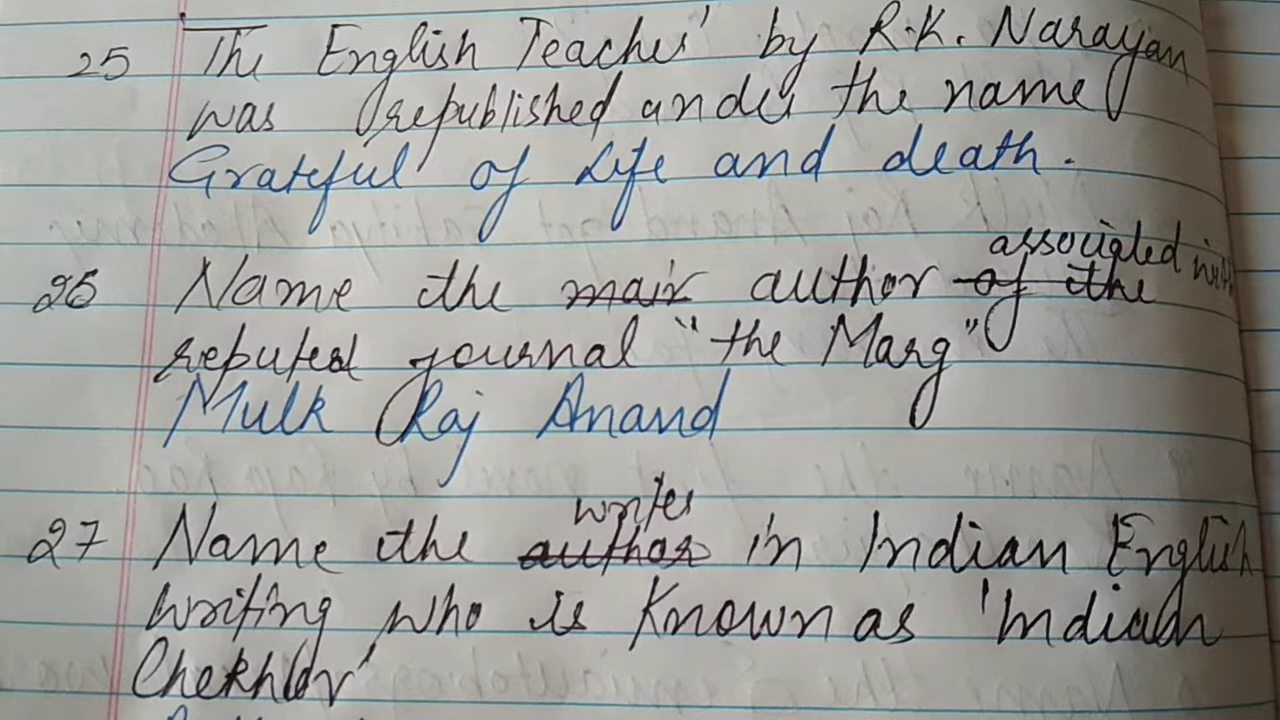 25 The English Teacher' by R.K. Narayan
was republished under the name
Grateful of Life and death.
associated with
26 Name the main author of the
reputed journal "the Marg"
Mulk Raj Anand
writer
27 Name the author in Indian English
writing who is known as 'Indian
Chekhov'